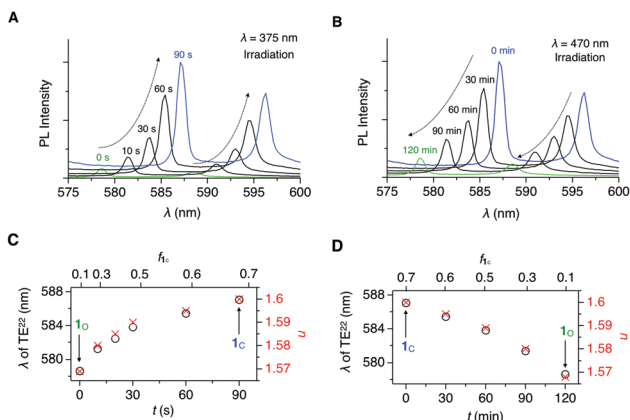 A
λ = 375 nm
Irradiation
90 s
60 s
30 s
10 s
0 s
PL Intensity
575 580 585 590 595 600
λ (nm)
B
λ = 470 nm
Irradiation
0 min
30 min
60 min
90 min
120 min
PL Intensity
575 580 585 590 595 600
λ (nm)
C
f1c
0.1 0.3 0.5 0.6 0.7
λ of TE22
588
584
580
1O
1C
1.6
1.59
1.58
1.57
n
0 30 60 90
t (s)
D
f1c
0.7 0.6 0.5 0.3 0.1
λ of TE22
588
584
580
1C
1O
1.6
1.59
1.58
1.57
n
0 30 60 90 120
t (min)